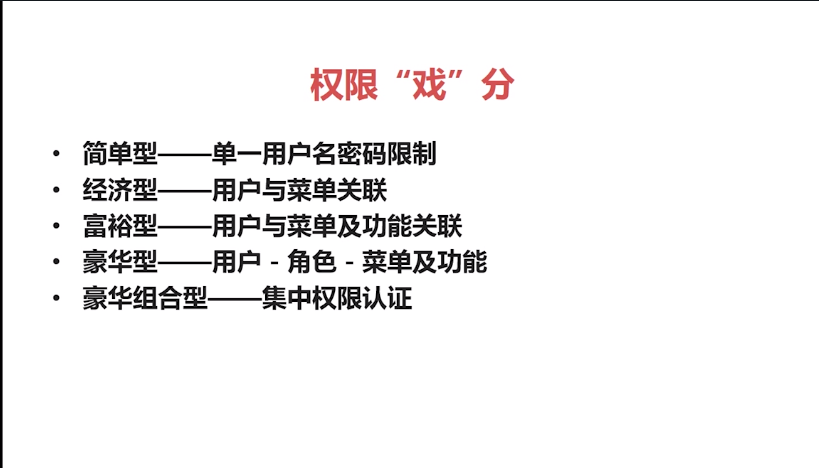 权限“戏”分
• 简单型——单一用户名密码限制
• 经济型——用户与菜单关联
• 富裕型——用户与菜单及功能关联
• 豪华型——用户 - 角色 - 菜单及功能
• 豪华组合型——集中权限认证